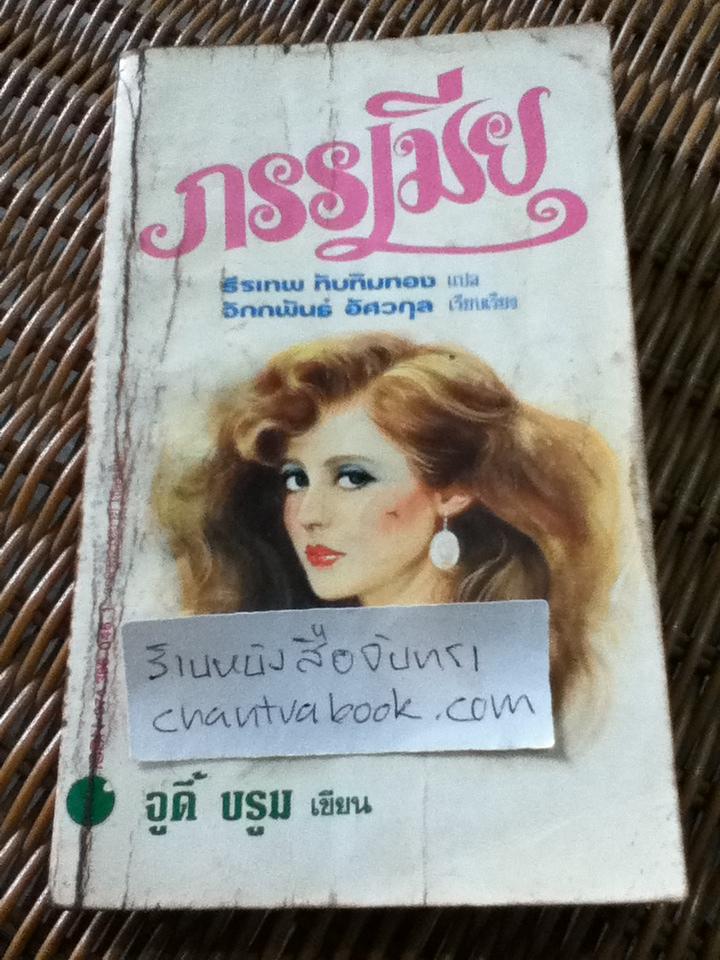 ภรรเมีย
ธีรเทพ ทับทิมทอง แปล
จิกกพันธ์ อัศวกุล เรียบเรียง
ร้านหนังสือจันทรา
chantrabook.com
จูดี้ บรูม เขียน